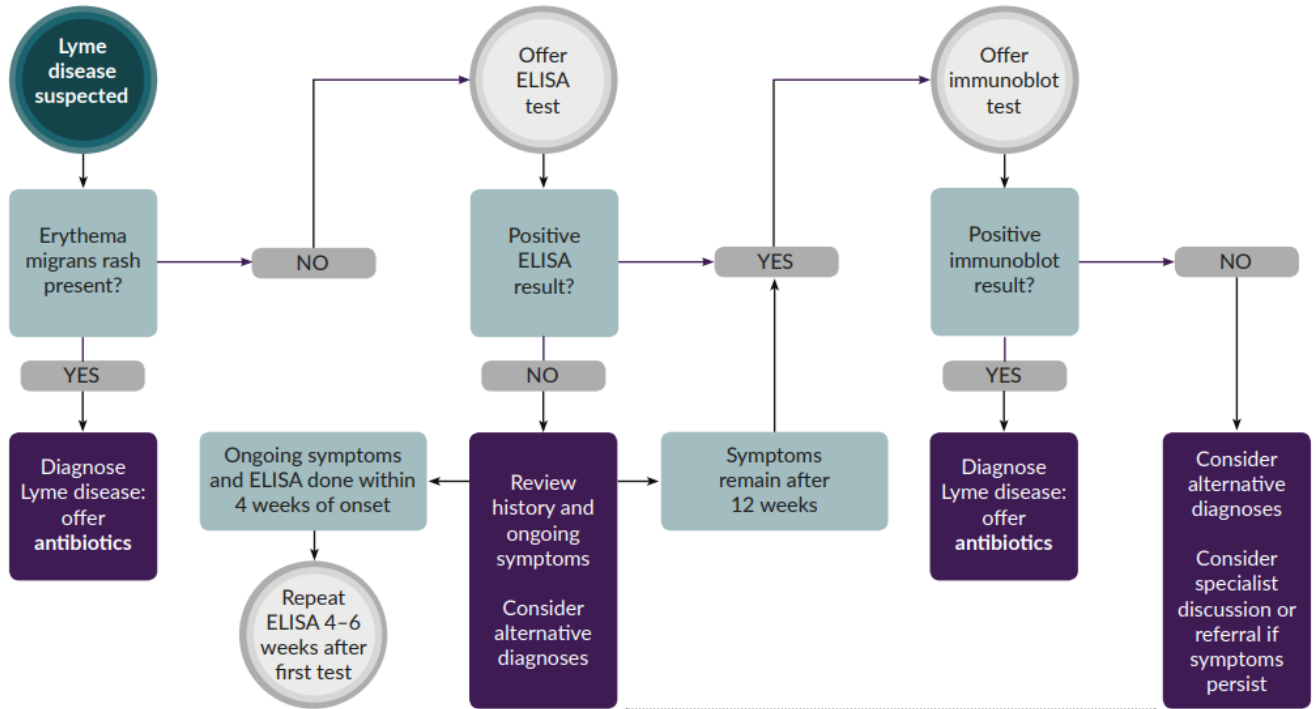 Lyme
disease
suspected
Erythema
migrans rash
present?
NO
YES
Diagnose
Lyme disease:
offer
antibiotics
Offer
ELISA
test
Positive
ELISA
result?
YES
NO
Review
history and
ongoing
symptoms
Consider
alternative
diagnoses
Ongoing symptoms
and ELISA done within
4 weeks of onset
Repeat
ELISA 4–6
weeks after
first test
Symptoms
remain after
12 weeks
Offer
immunoblot
test
Positive
immunoblot
result?
NO
YES
Diagnose
Lyme disease:
offer
antibiotics
Consider
alternative
diagnoses
Consider
specialist
discussion or
referral if
symptoms
persist